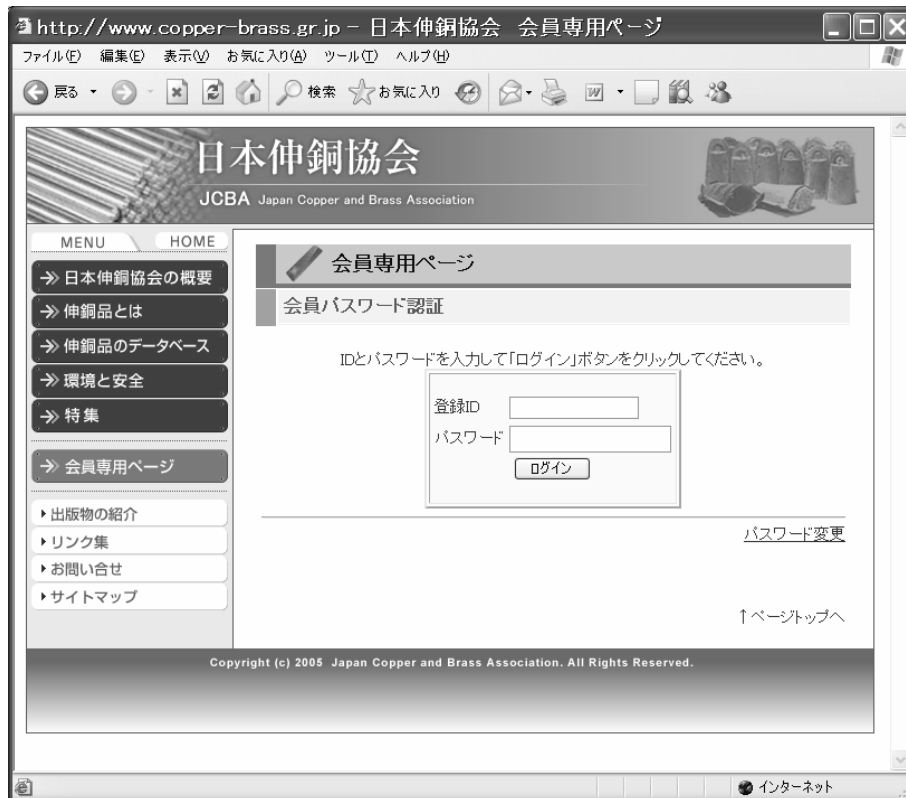 http://www.copper-brass.gr.jp - 日本伸銅協会 会員専用ページ
ファイル(F) 編集(E) 表示(V) お気に入り(A) ツール(T) ヘルプ(H)
戻る 検索 お気に入り
日本伸銅協会
JCBA Japan Copper and Brass Association
MENU HOME
日本伸銅協会の概要
伸銅品とは
伸銅品のデータベース
環境と安全
特集
会員専用ページ
出版物の紹介
リンク集
お問い合せ
サイトマップ
会員専用ページ
会員パスワード認証
IDとパスワードを入力して「ログイン」ボタンをクリックしてください。
登録ID
パスワード
ログイン
パスワード変更
↑ページトップへ
Copyright (c) 2005 Japan Copper and Brass Association. All Rights Reserved.
インターネット